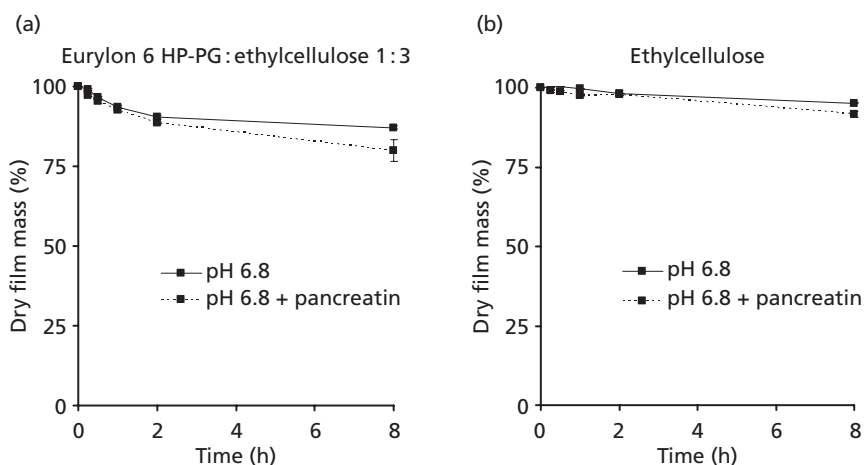 (a)
Eurylon 6 HP-PG : ethylcellulose 1 : 3
100
75
50
25
0
Dry film mass (%)
pH 6.8
pH 6.8 + pancreatin
0 2 4 6 8
Time (h)
(b)
Ethylcellulose
100
75
50
25
0
Dry film mass (%)
pH 6.8
pH 6.8 + pancreatin
0 2 4 6 8
Time (h)